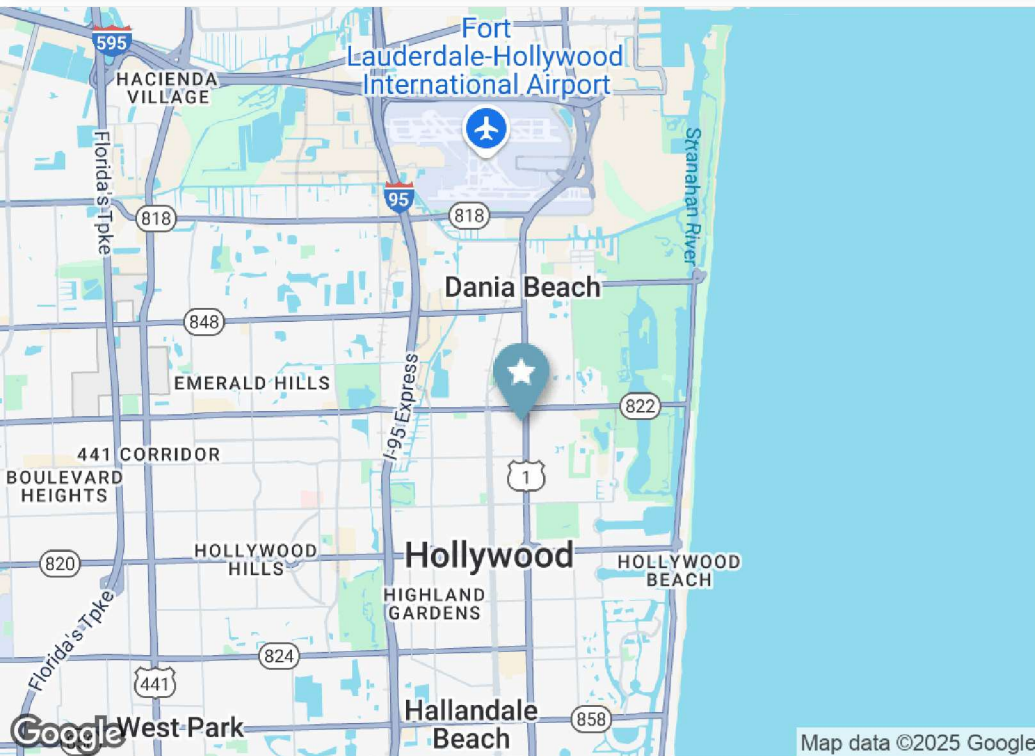 Fort
Lauderdale-Hollywood
International Airport
595
HACIENDA
VILLAGE
Florida's Tpke
Stranahan River
95
818
818
Dania Beach
848
I-95 Express
EMERALD HILLS
822
441 CORRIDOR
BOULEVARD
HEIGHTS
1
HOLLYWOOD
HILLS
Hollywood
820
HOLLYWOOD
BEACH
HIGHLAND
GARDENS
Florida's Tpke
824
441
Hallandale
Beach
858
West Park
Google
Map data ©2025 Google